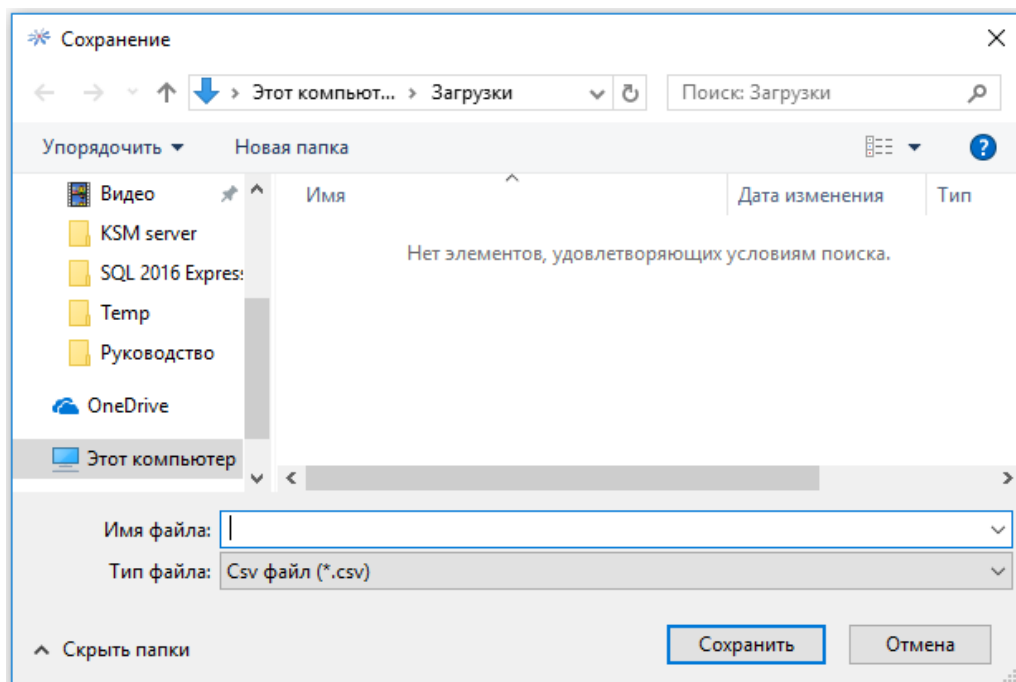 Сохранение
Этот компьют... > Загрузки
Поиск: Загрузки
Упорядочить
Новая папка
?
Видео
KSM server
SQL 2016 Express
Temp
Руководство
OneDrive
Этот компьютер
Имя
Дата изменения
Тип
Нет элементов, удовлетворяющих условиям поиска.
Имя файла:
Тип файла: Csv файл (*.csv)
Скрыть папки
Сохранить
Отмена